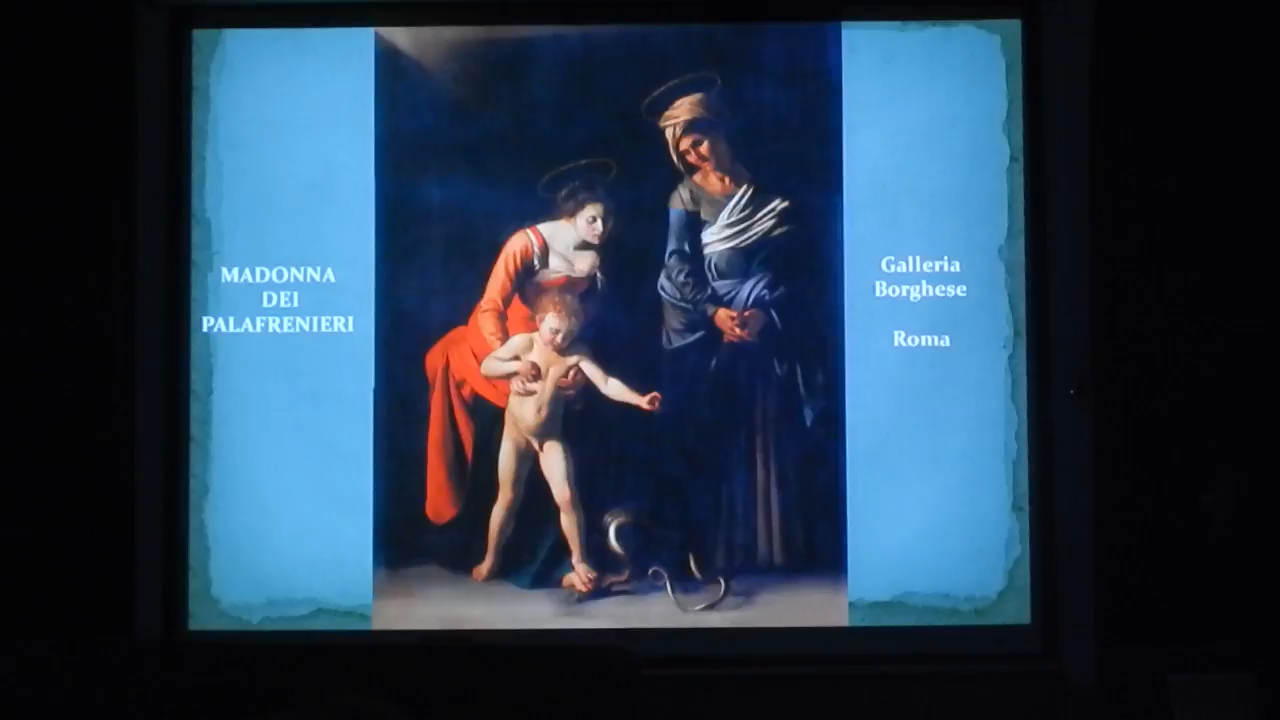 MADONNA
DEI
PALAFRENIERI
Galleria
Borghese
Roma